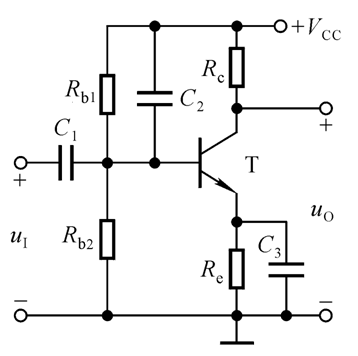 +V_CC
R_b1
C_2
R_c
C_1
+
+
T
u_I
R_b2
u_O
C_3
R_e
−
−